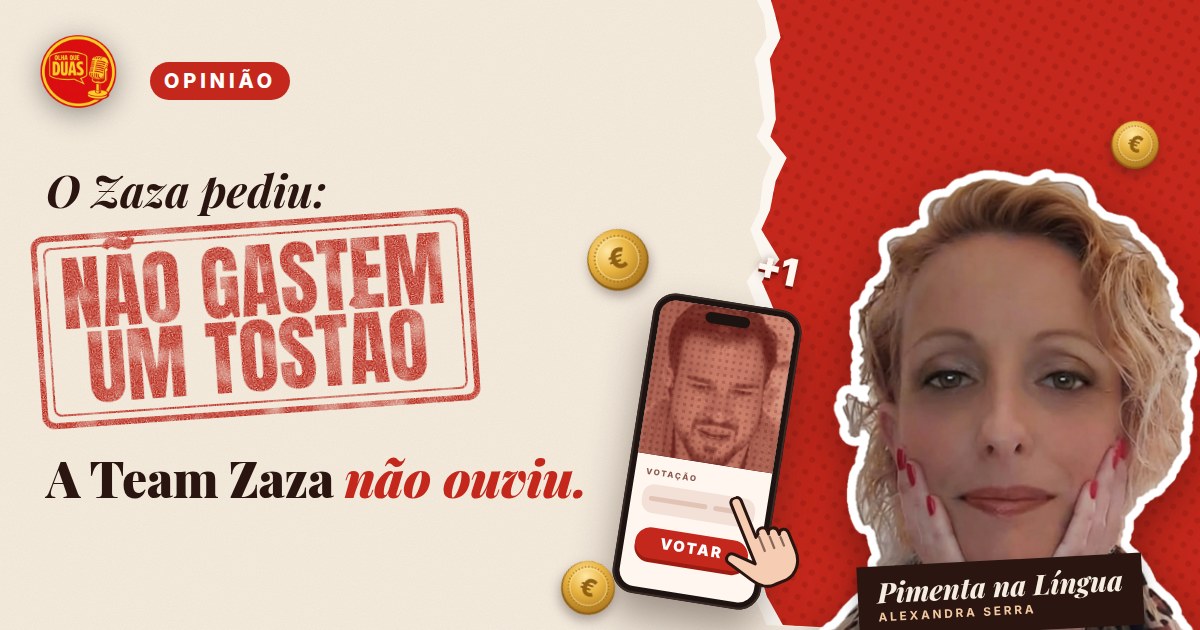 OLHA QUE
DUAS
OPINIÃO
O Zaza pediu:
NÃO GASTEM
UM TOSTÃO
A Team Zaza não ouviu.
€
€
€
+1
VOTAÇÃO
VOTAR
Pimenta na Língua
ALEXANDRA SERRA